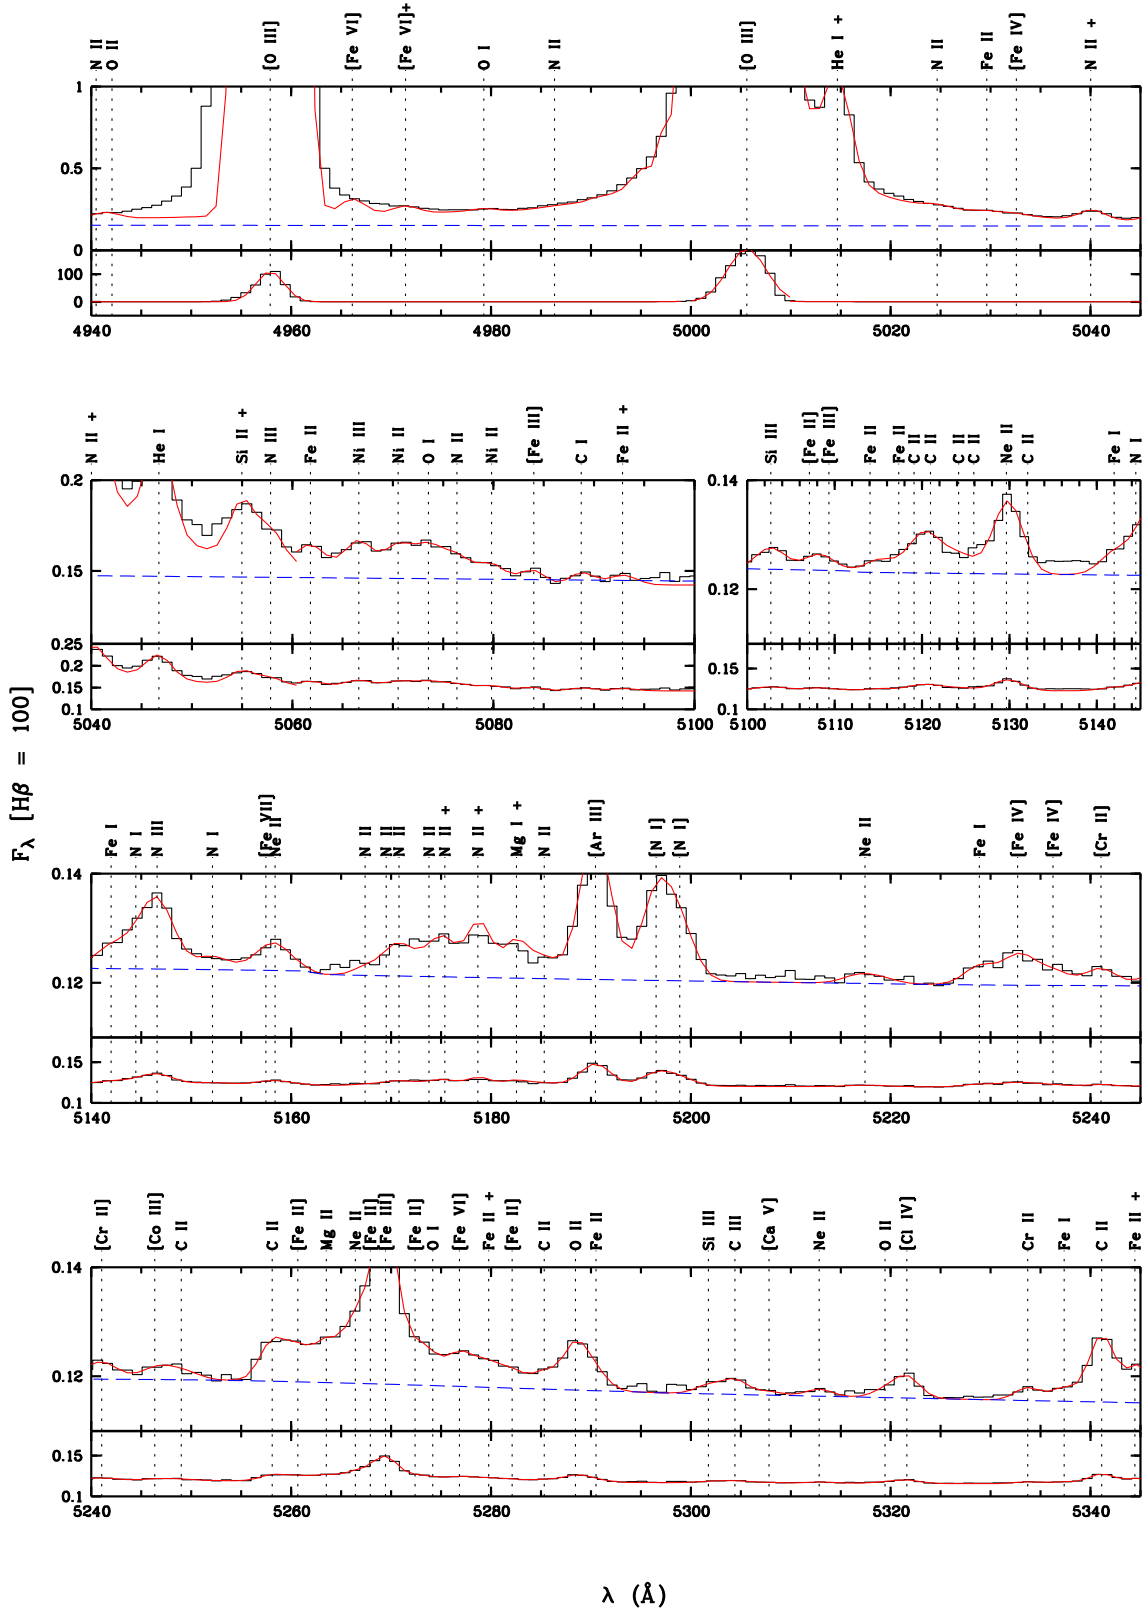 N II
O II
[O III]
[Fe VI]
[Fe VI]+
O I
N II
[O III]
He I +
N II
Fe II
[Fe IV]
N II +
1
0.5
0
100
0
4940
4960
4980
5000
5020
5040
N II +
He I
Si II +
N III
Fe II
Ni III
Ni II
O I
N II
Ni II
[Fe III]
C I
Fe II +
0.2
0.15
0.25
0.2
0.15
0.1
5040
5060
5080
5100
Si III
[Fe II]
[Fe III]
Fe II
Fe II
C II
C II
C II
C II
Ne II
C II
Fe I
N I
0.14
0.12
0.15
0.1
5100
5110
5120
5130
5140
Fλ [Hβ = 100]
Fe I
N I
N III
N I
[Fe VII]
Ne II
N II
N II
N II
N II
N II +
N II +
Mg I +
N II
[Ar III]
[N I]
[N I]
Ne II
Fe I
[Fe IV]
[Fe IV]
[Cr II]
0.14
0.12
0.15
0.1
5140
5160
5180
5200
5220
5240
[Cr II]
[Co III]
C II
C II
[Fe II]
Mg II
Ne II
[Fe II]
[Fe III]
[Fe II]
O I
[Fe VI]
Fe II +
[Fe II]
C II
O II
Fe II
Si III
C III
[Ca V]
Ne II
O II
[Cl IV]
Cr II
Fe I
C II
Fe II +
0.14
0.12
0.15
0.1
5240
5260
5280
5300
5320
5340
λ (Å)